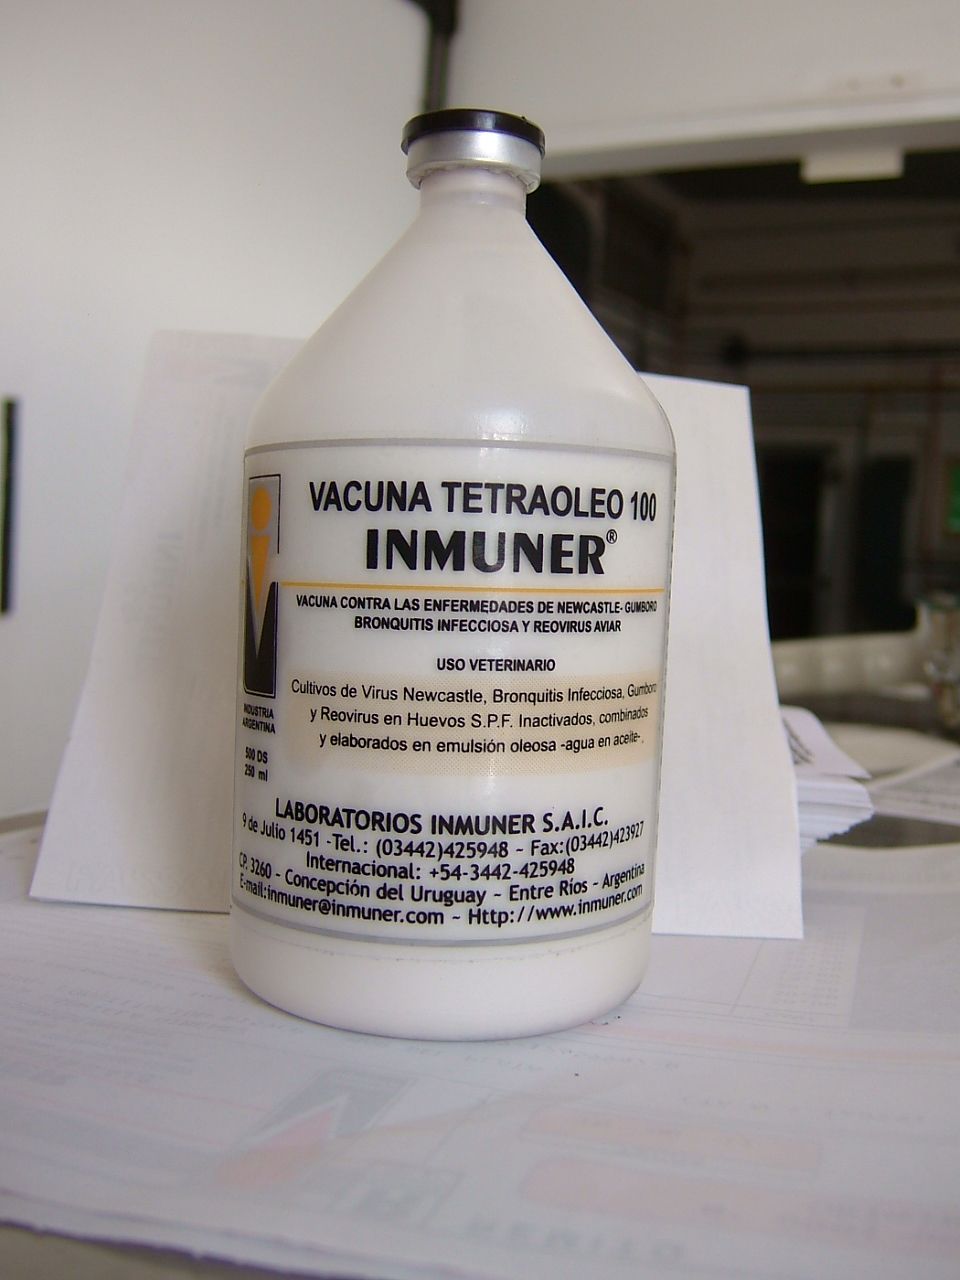 VACUNA TETRAOLEO 100
INMUNER®
VACUNA CONTRA LAS ENFERMEDADES DE NEWCASTLE- GUMBORO
BRONQUITIS INFECCIOSA Y REOVIRUS AVIAR
USO VETERINARIO
Cultivos de Virus Newcastle, Bronquitis Infecciosa, Gumboro
y Reovirus en Huevos S.P.F. Inactivados, combinados
y elaborados en emulsión oleosa -agua en aceite-.
INDUSTRIA
ARGENTINA
500 DS
250 ml
LABORATORIOS INMUNER S.A.I.C.
9 de Julio 1451 -Tel.: (03442)425948 - Fax:(03442)423927
Internacional: +54-3442-425948
CP. 3260 - Concepción del Uruguay - Entre Ríos - Argentina
E-mail:inmuner@inmuner.com - Http://www.inmuner.com